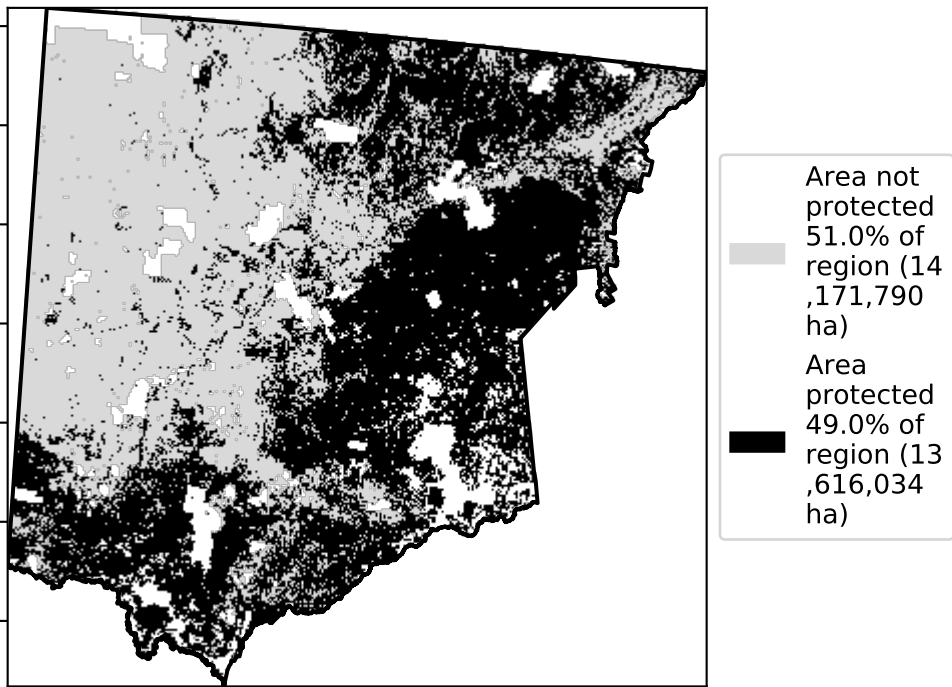 Area not
protected
51.0% of
region (14
,171,790
ha)
Area
protected
49.0% of
region (13
,616,034
ha)